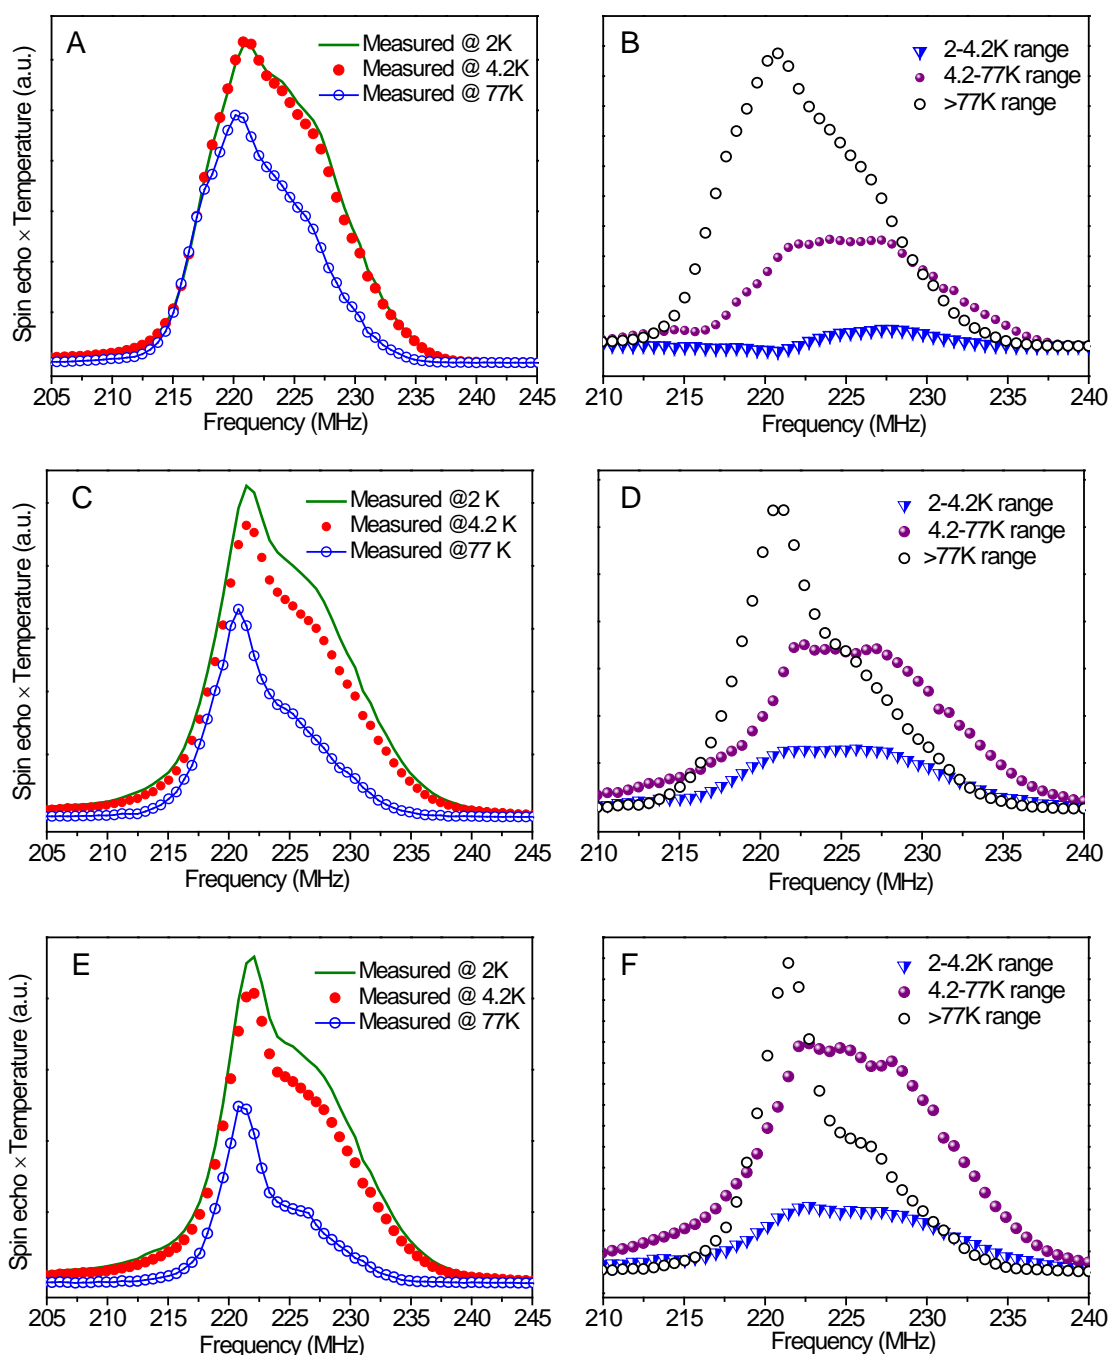 A
Measured @ 2K
Measured @ 4.2K
Measured @ 77K
Spin echo × Temperature (a.u.)
205 210 215 220 225 230 235 240 245
Frequency (MHz)
B
2-4.2K range
4.2-77K range
>77K range
210 215 220 225 230 235 240
Frequency (MHz)
C
Measured @2 K
Measured @4.2 K
Measured @77 K
Spin echo × Temperature (a.u.)
205 210 215 220 225 230 235 240 245
Frequency (MHz)
D
2-4.2K range
4.2-77K range
>77K range
210 215 220 225 230 235 240
Frequency (MHz)
E
Measured @ 2K
Measured @ 4.2K
Measured @ 77K
Spin echo × Temperature (a.u.)
205 210 215 220 225 230 235 240 245
Frequency (MHz)
F
2-4.2K range
4.2-77K range
>77K range
210 215 220 225 230 235 240
Frequency (MHz)